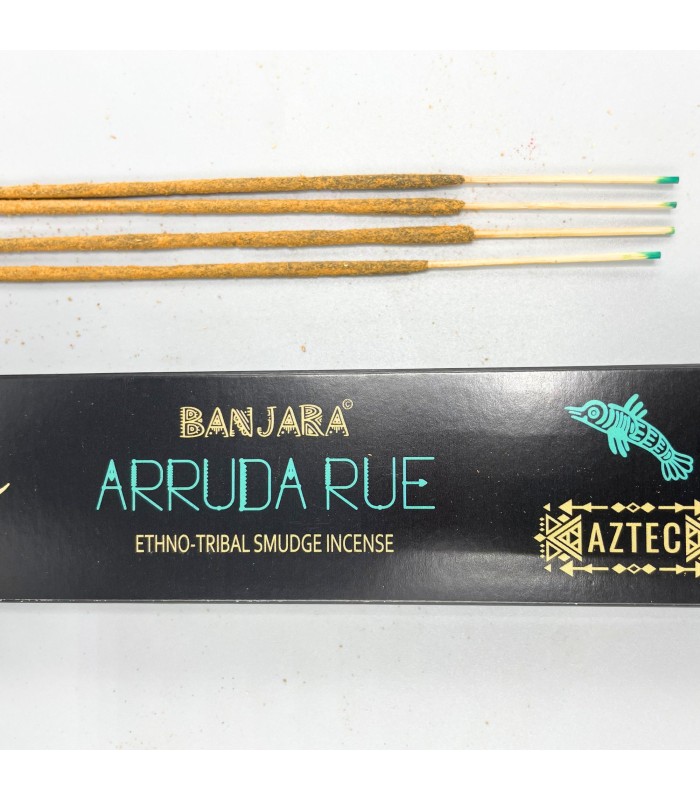 BANJARA©
ARRUDA RUE
ETHNO-TRIBAL SMUDGE INCENSE
AZTEC